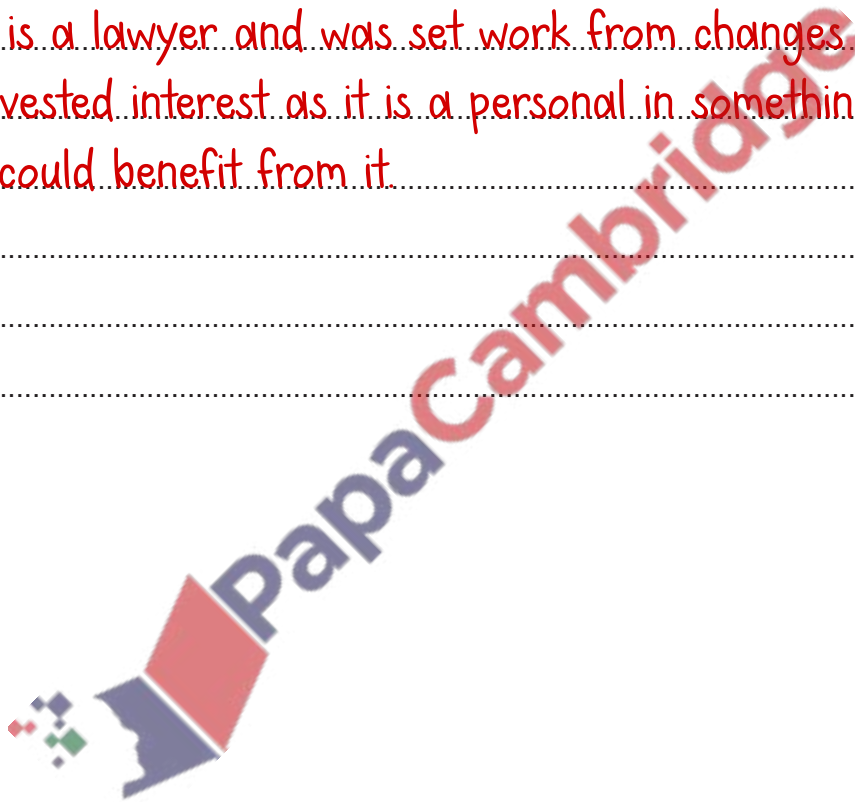 is a lawyer and was set work from changes.
vested interest as it is a personal in somethin
could benefit from it.
PapaCambridge